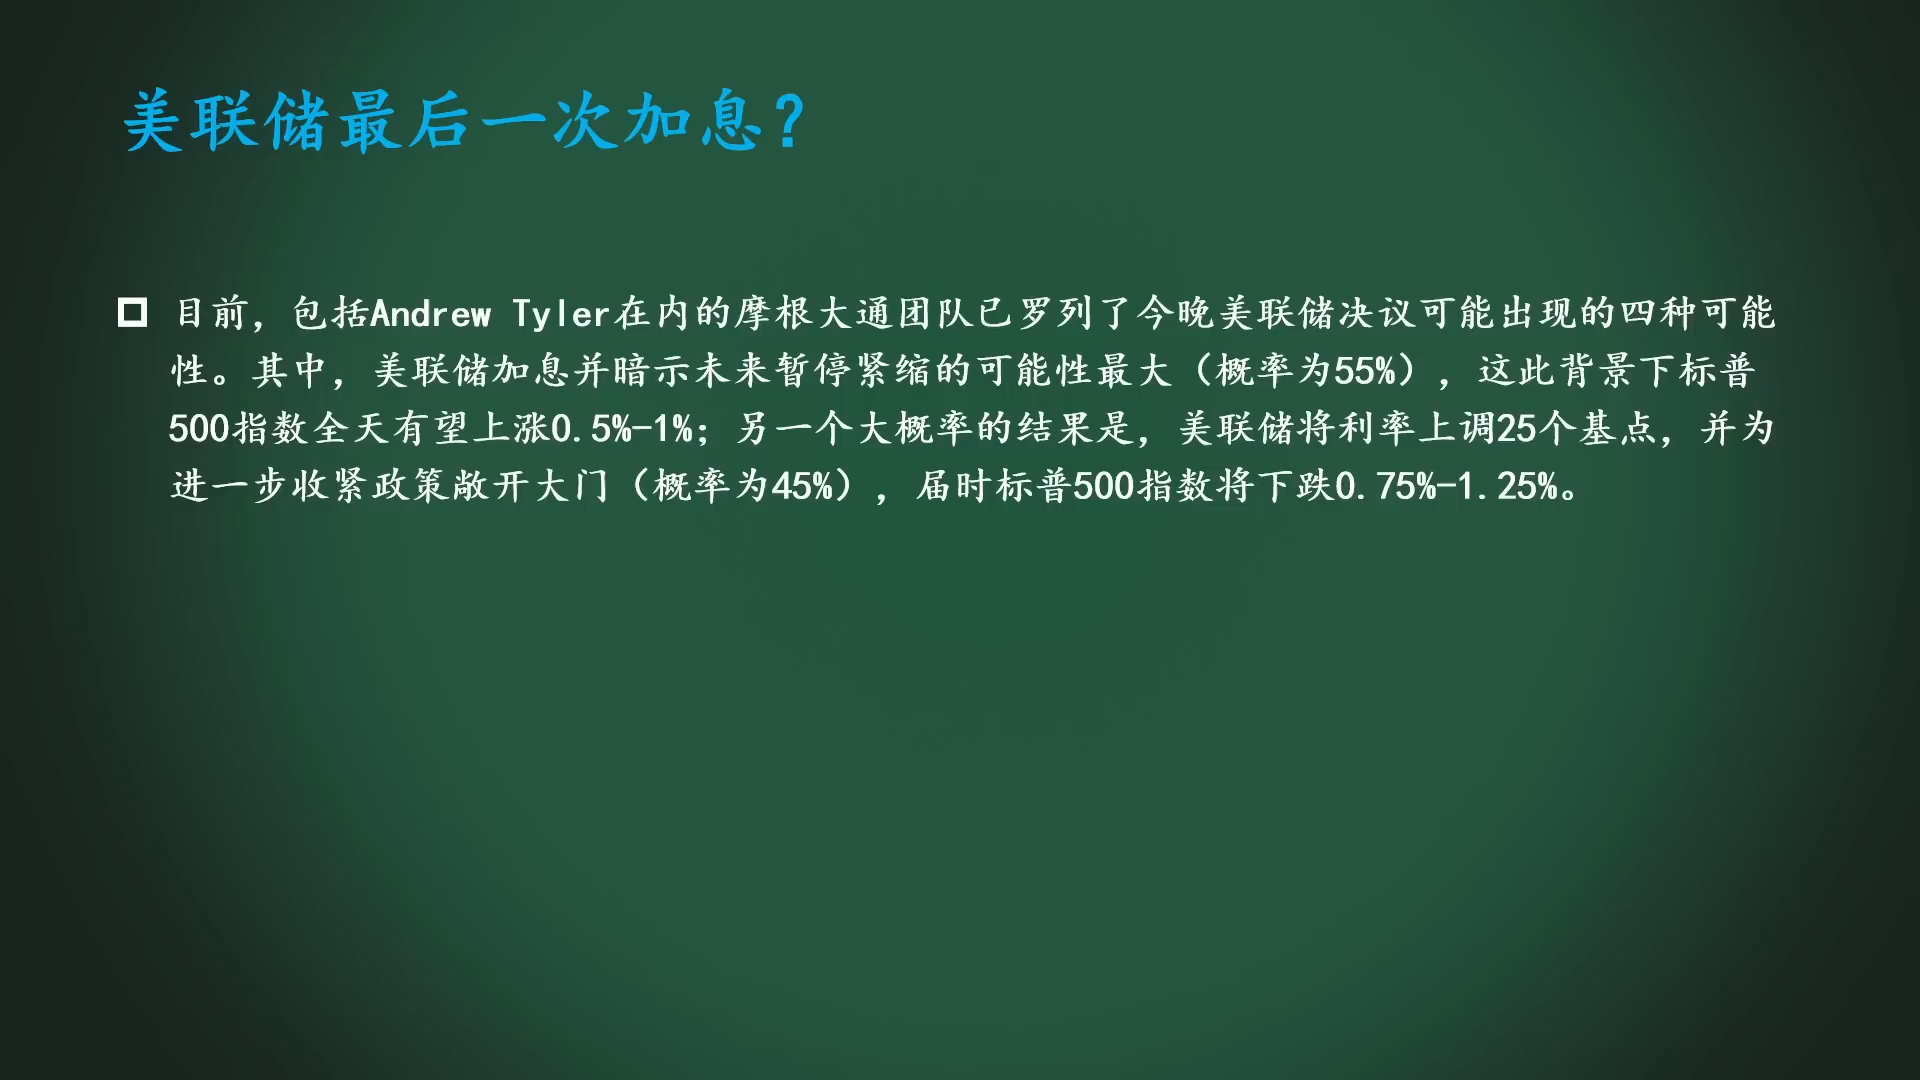 美联储最后一次加息？
目前，包括Andrew Tyler在内的摩根大通团队已罗列了今晚美联储决议可能出现的四种可能
性。其中，美联储加息并暗示未来暂停紧缩的可能性最大（概率为55%），这此背景下标普
500指数全天有望上涨0.5%-1%；另一个大概率的结果是，美联储将利率上调25个基点，并为
进一步收紧政策敞开大门（概率为45%），届时标普500指数将下跌0.75%-1.25%。